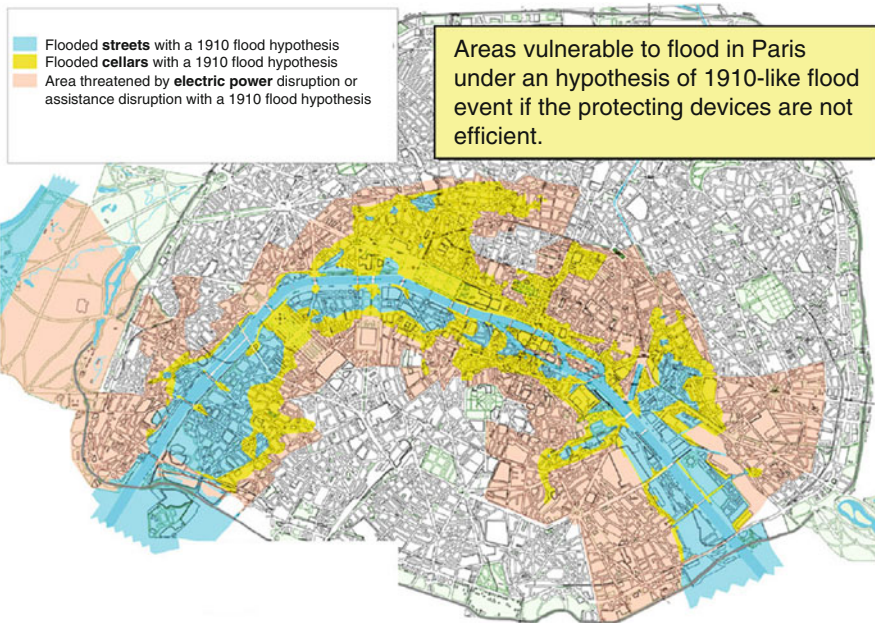 Flooded streets with a 1910 flood hypothesis
Flooded cellars with a 1910 flood hypothesis
Area threatened by electric power disruption or
assistance disruption with a 1910 flood hypothesis
Areas vulnerable to flood in Paris
under an hypothesis of 1910-like flood
event if the protecting devices are not
efficient.